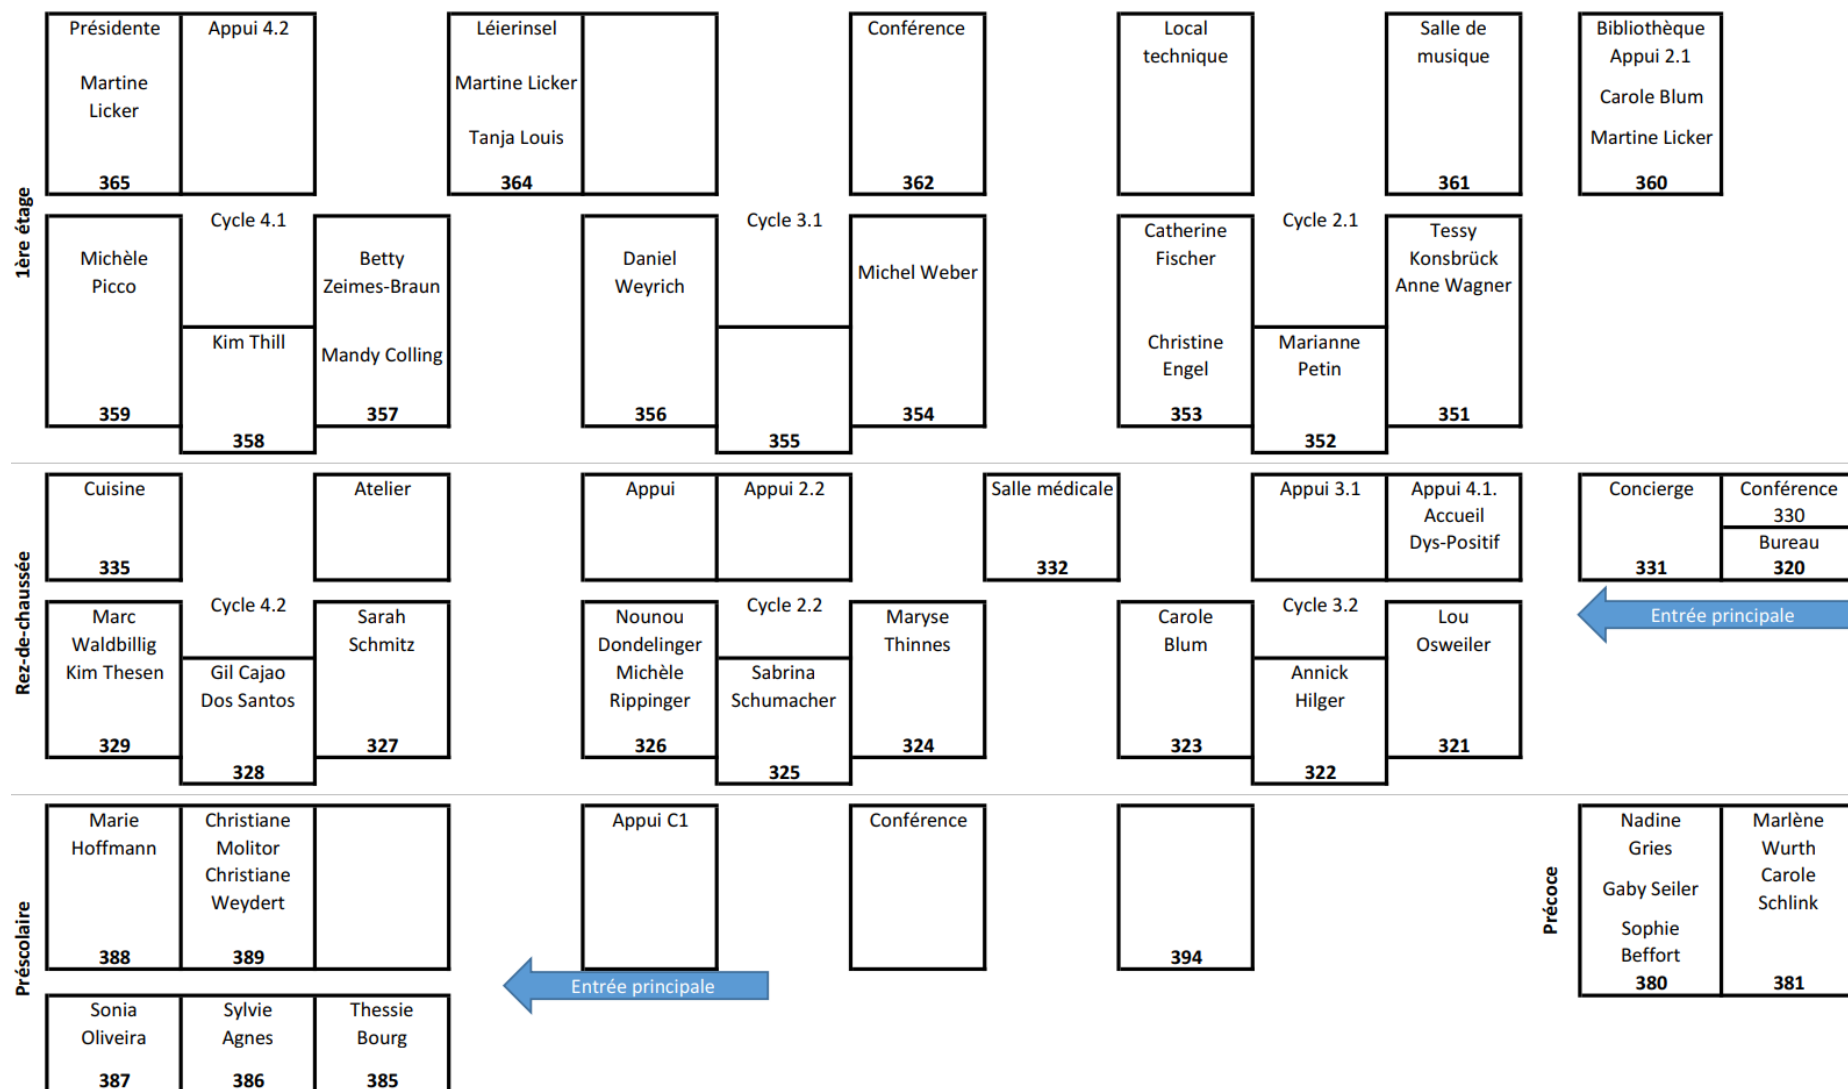 1ère étage
Présidente
Martine
Licker
365
Appui 4.2
Léierinsel
Martine Licker
Tanja Louis
364
Conférence
362
Local
technique
Salle de
musique
361
Bibliothèque
Appui 2.1
Carole Blum
Martine Licker
360
Michèle
Picco
359
Cycle 4.1
Kim Thill
358
Betty
Zeimes-Braun
Mandy Colling
357
Daniel
Weyrich
356
Cycle 3.1
355
Michel Weber
354
Catherine
Fischer
Christine
Engel
353
Cycle 2.1
Marianne
Petin
352
Tessy
Konsbrück
Anne Wagner
351
Rez-de-chaussée
Cuisine
335
Atelier
Appui
Appui 2.2
Salle médicale
332
Appui 3.1
Appui 4.1.
Accueil
Dys-Positif
Concierge
331
Conférence
330
Bureau
320
Entrée principale
Marc
Waldbillig
Kim Thesen
329
Cycle 4.2
Gil Cajao
Dos Santos
328
Sarah
Schmitz
327
Nounou
Dondelinger
Michèle
Rippinger
326
Cycle 2.2
Sabrina
Schumacher
325
Maryse
Thinnes
324
Carole
Blum
323
Cycle 3.2
Annick
Hilger
322
Lou
Osweiler
321
Préscolaire
Marie
Hoffmann
388
Christiane
Molitor
Christiane
Weydert
389
Appui C1
Conférence
394
Entrée principale
Précoce
Nadine
Gries
Gaby Seiler
Sophie
Beffort
380
Marlène
Wurth
Carole
Schlink
381
Sonia
Oliveira
387
Sylvie
Agnes
386
Thessie
Bourg
385